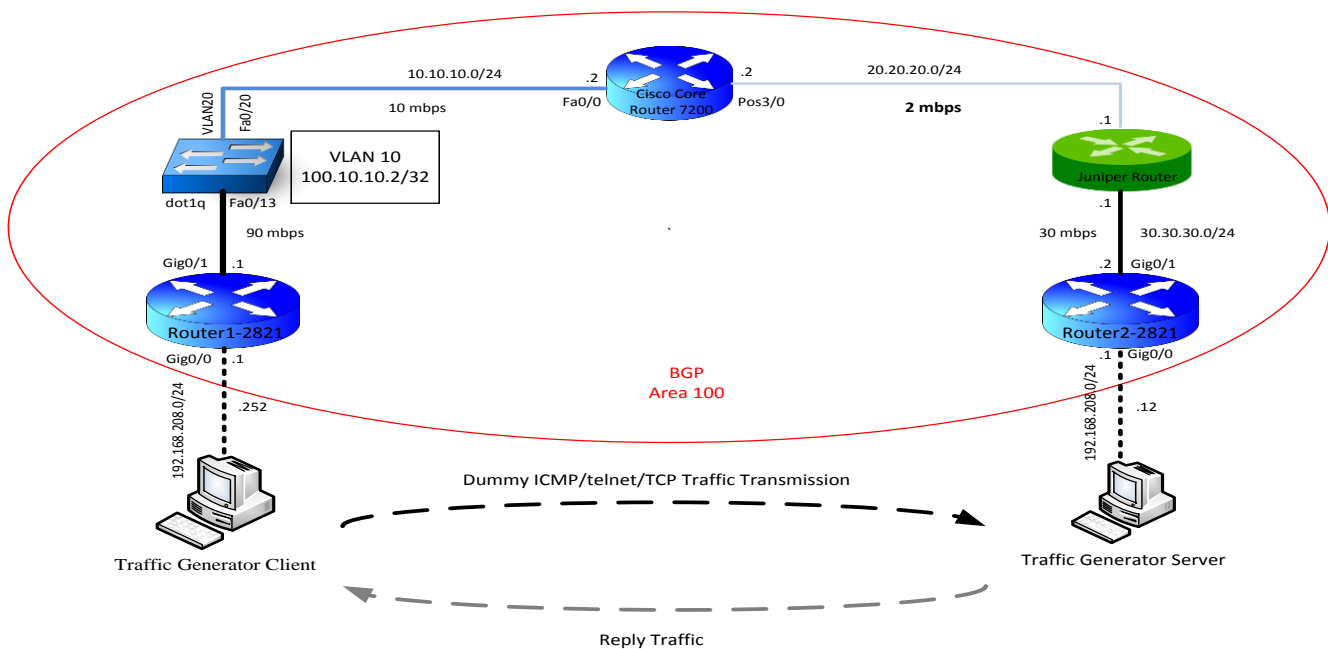 10.10.10.0/24
.2
Cisco Core
Router 7200
.2
20.20.20.0/24
Fa0/0
Pos3/0
10 mbps
2 mbps
VLAN20
Fa0/20
.1
VLAN 10
100.10.10.2/32
Juniper Router
dot1q
Fa0/13
.1
90 mbps
`
30 mbps
30.30.30.0/24
Gig0/1
.1
.2
Gig0/1
Router1-2821
Router2-2821
Gig0/0
.1
.1
Gig0/0
BGP
Area 100
192.168.208.0/24
.252
192.168.208.0/24
.12
Dummy ICMP/telnet/TCP Traffic Transmission
Traffic Generator Client
Traffic Generator Server
Reply Traffic